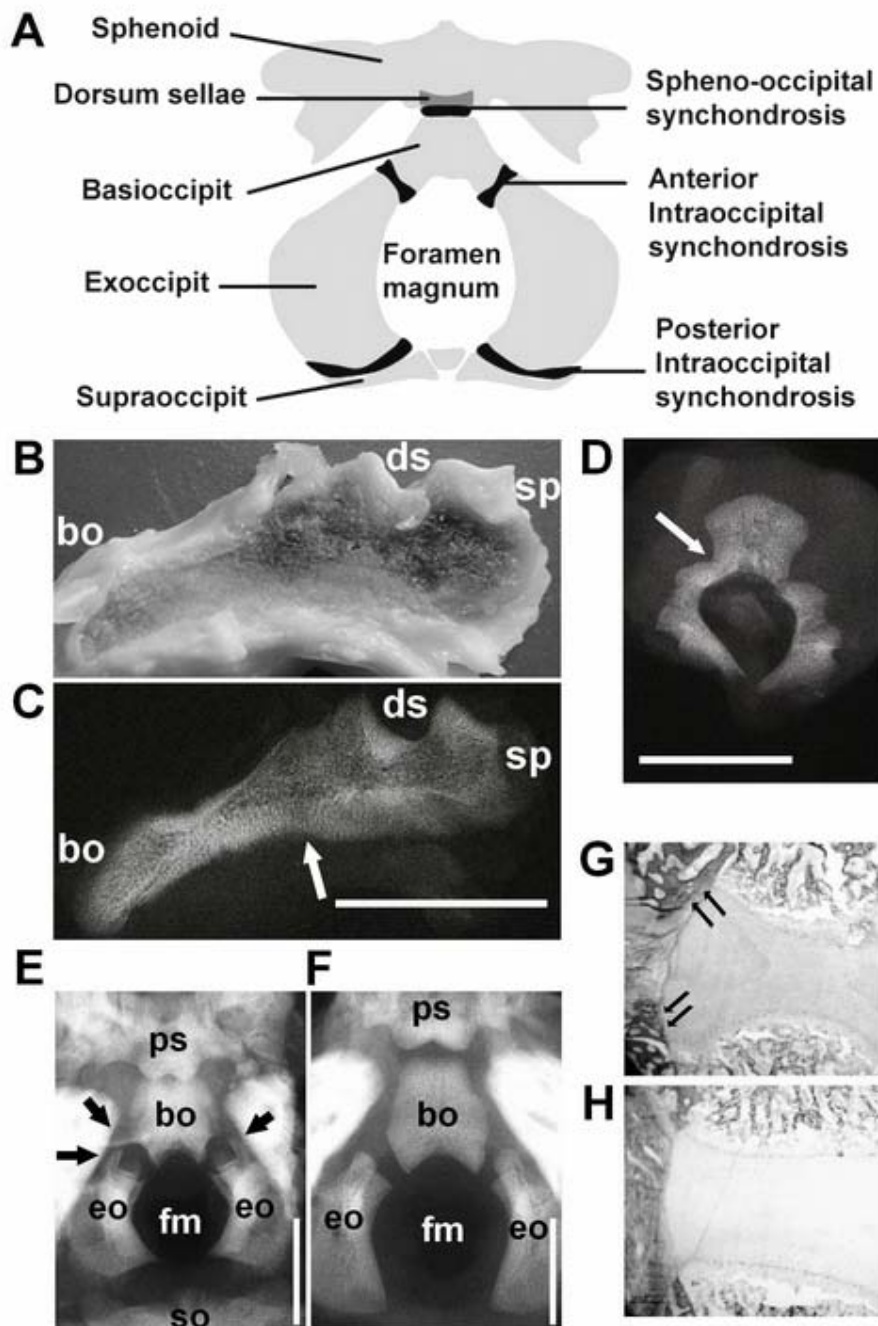 A
Sphenoid
Dorsum sellae
Basioccipit
Exoccipit
Supraoccipit
Foramen
magnum
Spheno-occipital
synchondrosis
Anterior
Intraoccipital
synchondrosis
Posterior
Intraoccipital
synchondrosis
B
bo
ds
sp
C
bo
ds
sp
D
E
ps
bo
eo
fm
eo
so
F
ps
bo
eo
fm
eo
G
H